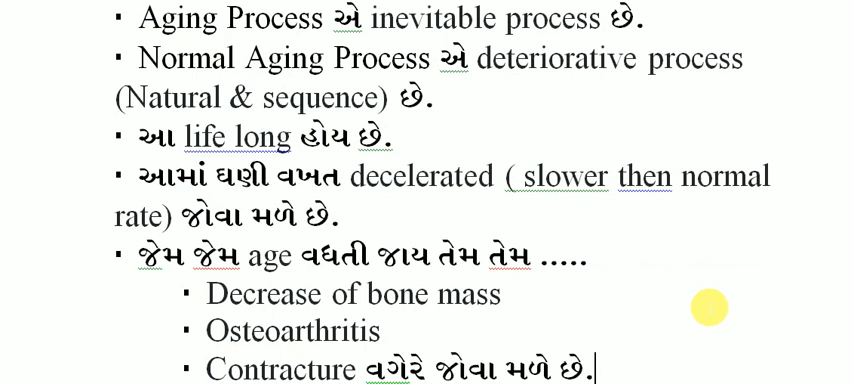 ▪ Aging Process એ inevitable process છે.
▪ Normal Aging Process એ deteriorative process
(Natural & sequence) છે.
▪ આ life long હોય છે.
▪ આમાં ઘણી વખત decelerated ( slower then normal
rate) જોવા મળે છે.
▪ જેમ જેમ age વધતી જાય તેમ તેમ .....
▪ Decrease of bone mass
▪ Osteoarthritis
▪ Contracture વગેરે જોવા મળે છે.